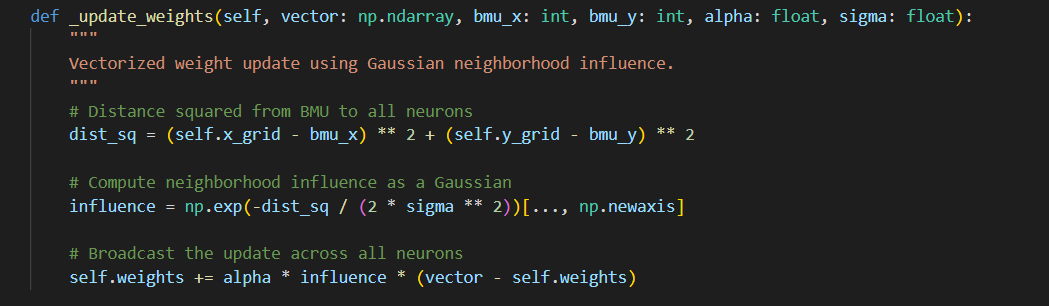 def _update_weights(self, vector: np.ndarray, bmu_x: int, bmu_y: int, alpha: float, sigma: float):
    """
    Vectorized weight update using Gaussian neighborhood influence.
    """
    # Distance squared from BMU to all neurons
    dist_sq = (self.x_grid - bmu_x) ** 2 + (self.y_grid - bmu_y) ** 2

    # Compute neighborhood influence as a Gaussian
    influence = np.exp(-dist_sq / (2 * sigma ** 2))[..., np.newaxis]

    # Broadcast the update across all neurons
    self.weights += alpha * influence * (vector - self.weights)